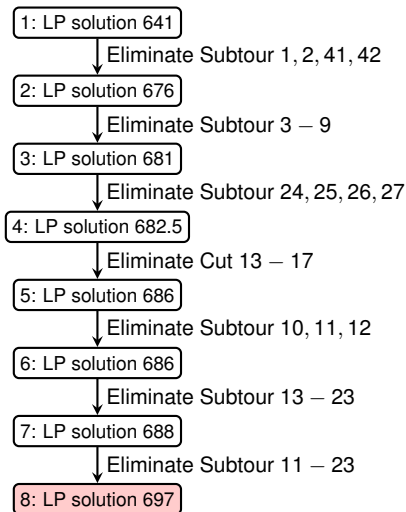 1: LP solution 641
Eliminate Subtour 1, 2, 41, 42
2: LP solution 676
Eliminate Subtour 3 − 9
3: LP solution 681
Eliminate Subtour 24, 25, 26, 27
4: LP solution 682.5
Eliminate Cut 13 − 17
5: LP solution 686
Eliminate Subtour 10, 11, 12
6: LP solution 686
Eliminate Subtour 13 − 23
7: LP solution 688
Eliminate Subtour 11 − 23
8: LP solution 697